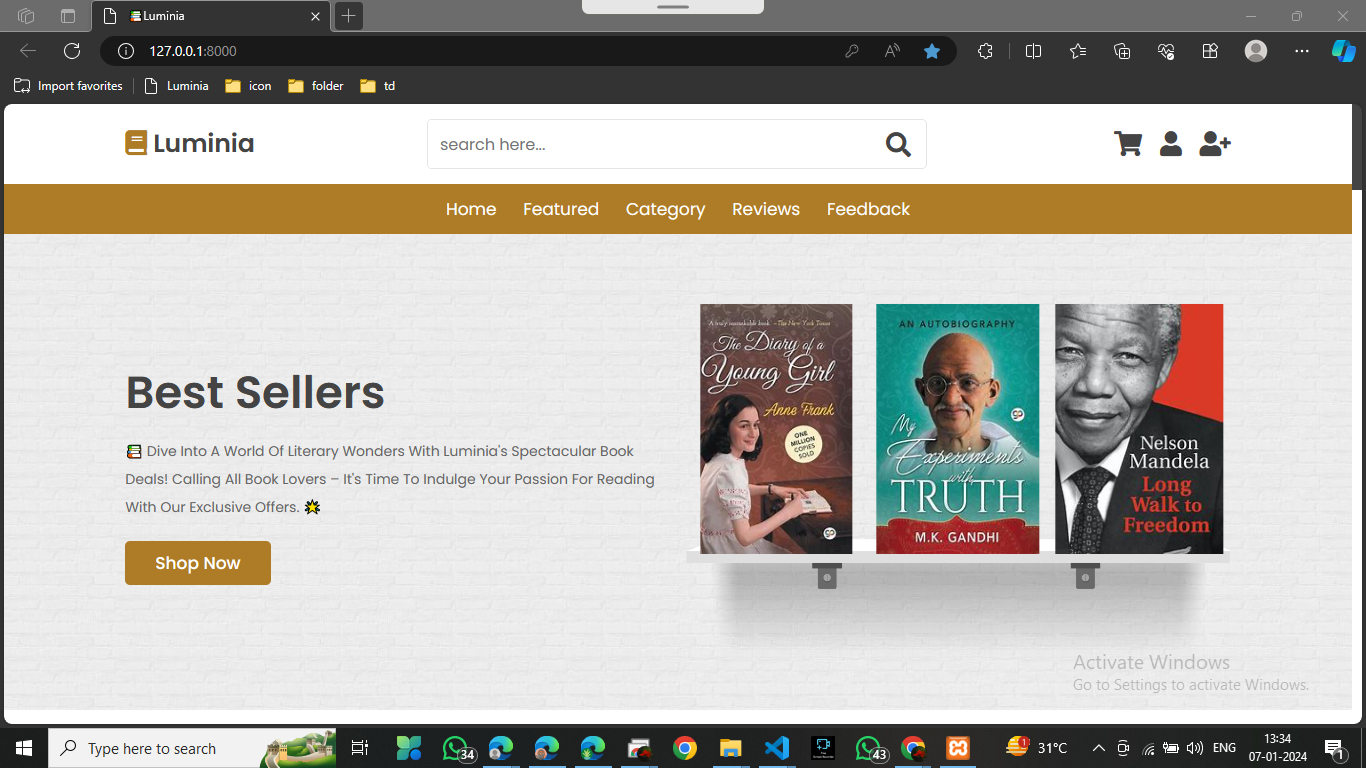 Luminia
127.0.0.1:8000
Import favorites
Luminia
icon
folder
td
Luminia
search here...
Home Featured Category Reviews Feedback
Best Sellers
Dive Into A World Of Literary Wonders With Luminia's Spectacular Book
Deals! Calling All Book Lovers – It's Time To Indulge Your Passion For Reading
With Our Exclusive Offers.
Shop Now
A truly remarkable book. - The New York Times
The Diary of a
Young Girl
Anne Frank
ONE
MILLION
COPIES
SOLD
GP
AN AUTOBIOGRAPHY
GP
My
Experiments
with
TRUTH
M.K. GANDHI
Nelson
Mandela
Long
Walk to
Freedom
Activate Windows
Go to Settings to activate Windows.
Type here to search
34
43
1
31°C
ENG
13:34
07-01-2024
1